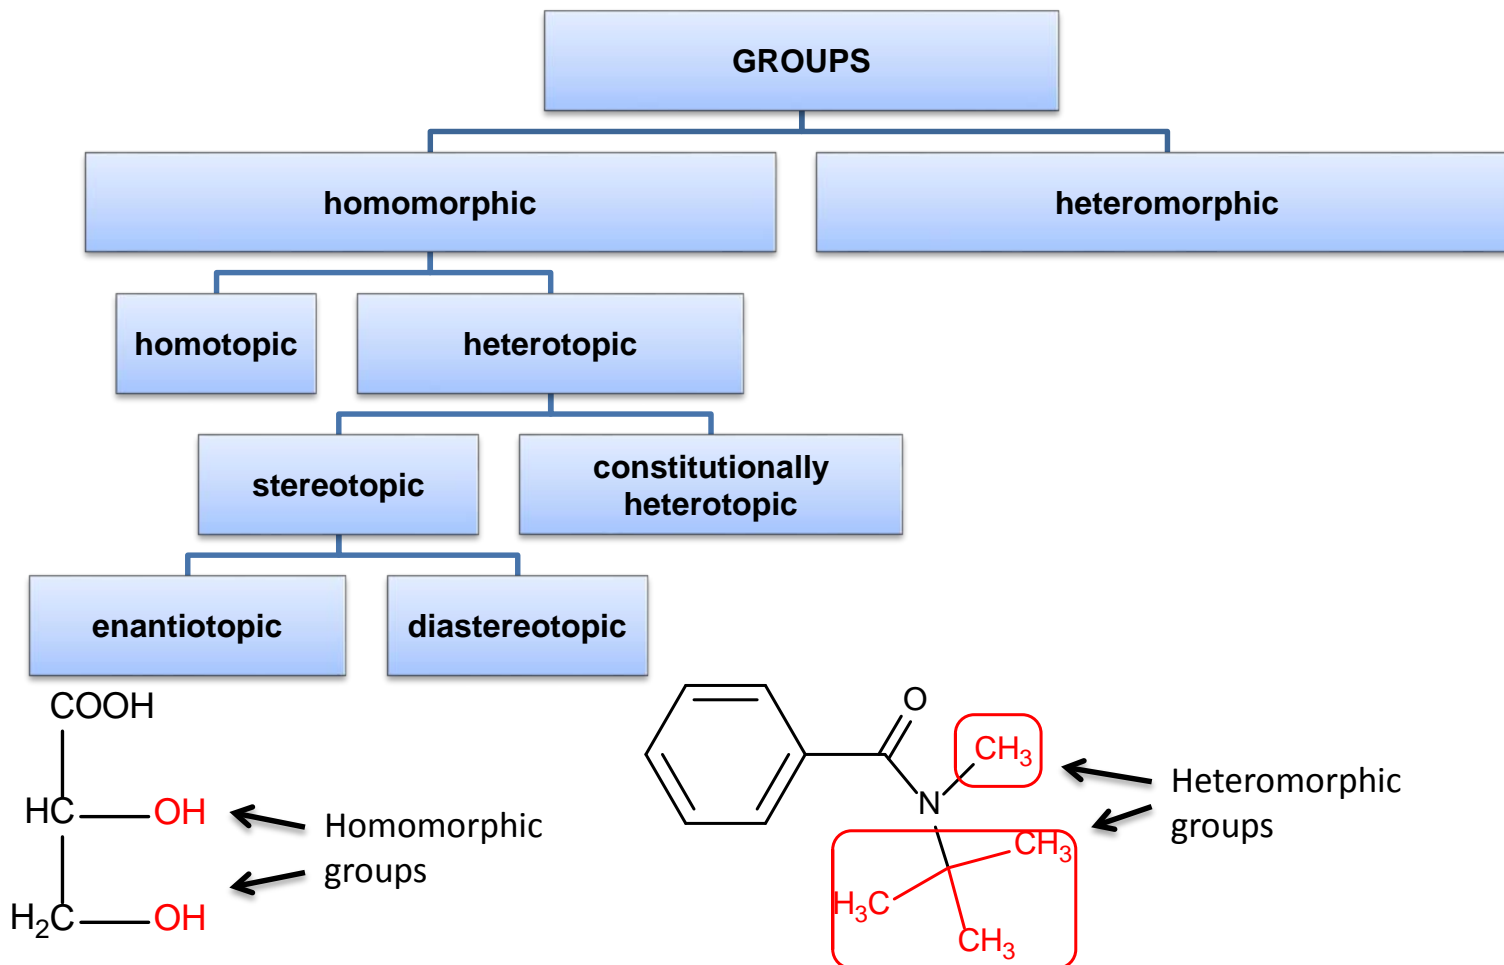 GROUPS
homomorphic
heteromorphic
homotopic
heterotopic
stereotopic
constitutionally
heterotopic
enantiotopic
diastereotopic
COOH
HC
OH
H₂C
OH
Homomorphic
groups
O
CH₃
N
CH₃
H₃C
CH₃
Heteromorphic
groups